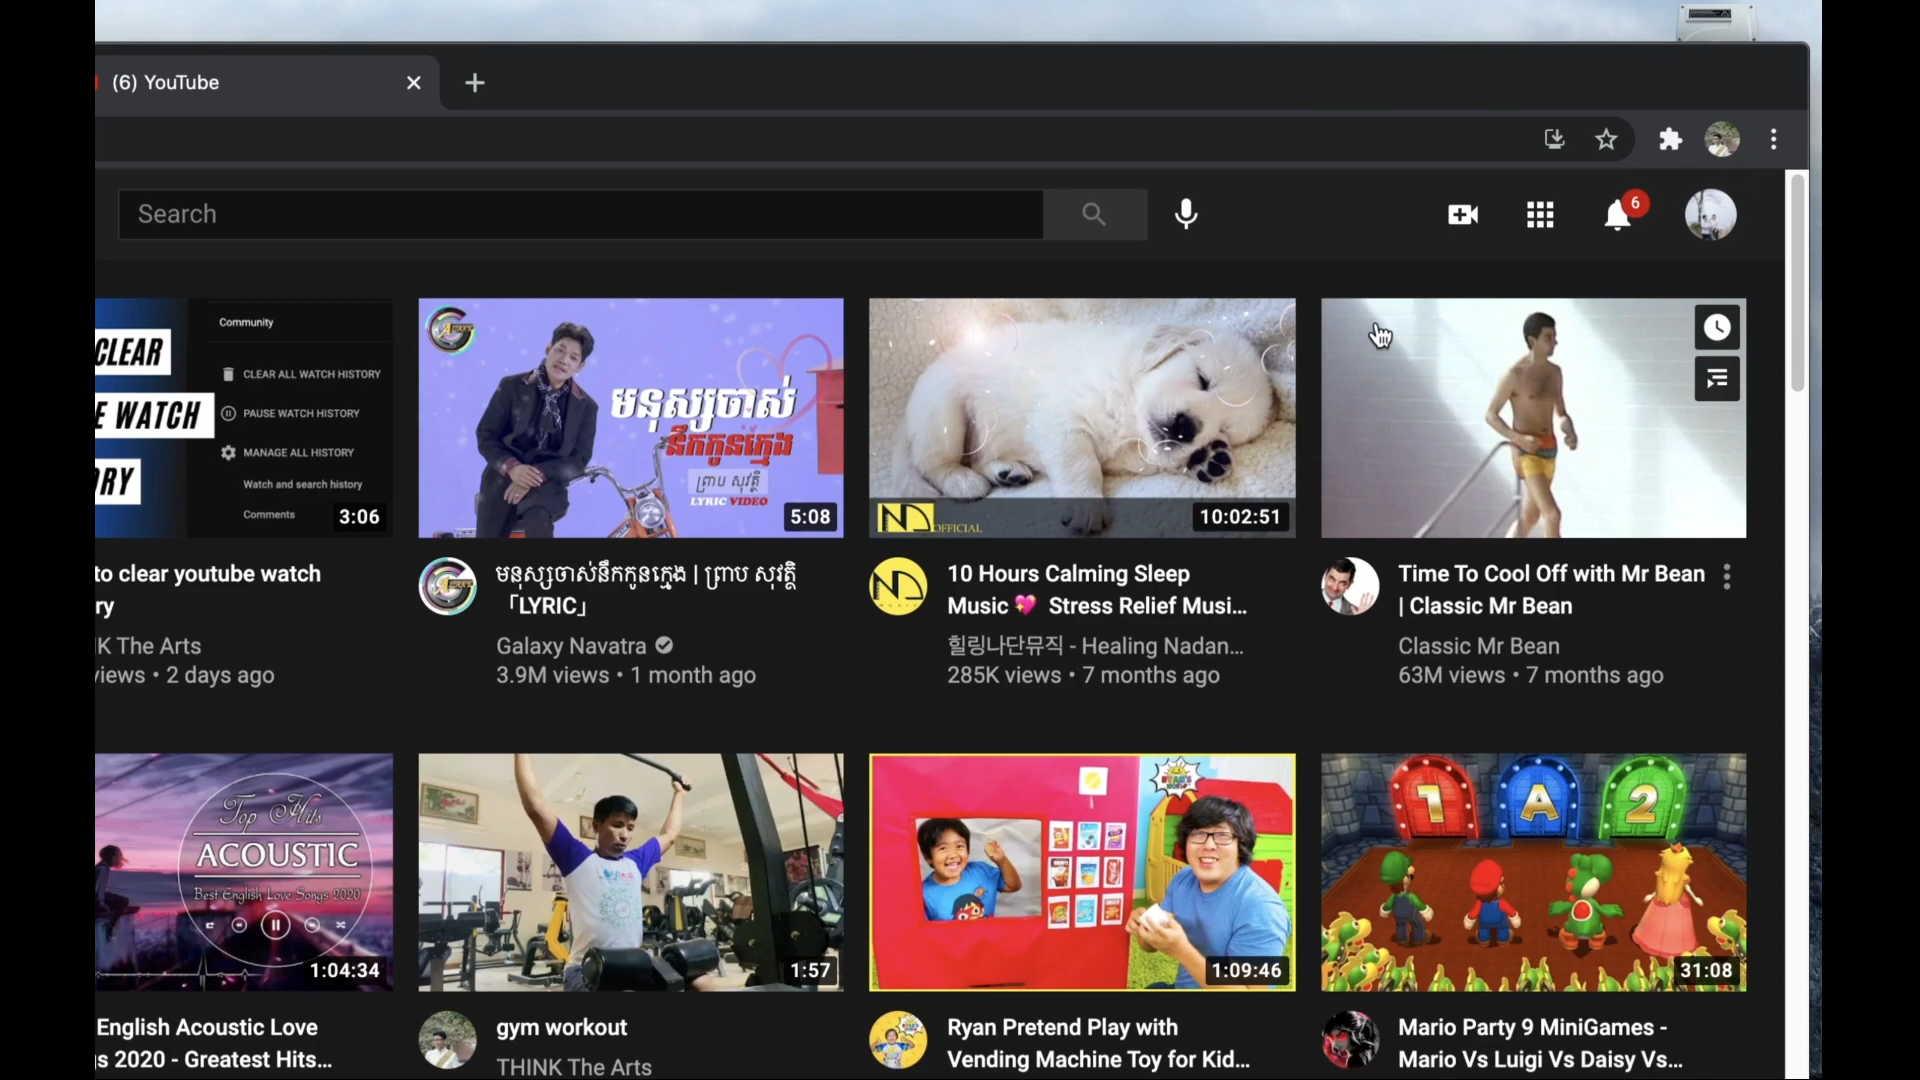 (6) YouTube
Search
6
CLEAR
E WATCH
RY
Community
CLEAR ALL WATCH HISTORY
PAUSE WATCH HISTORY
MANAGE ALL HISTORY
Watch and search history
Comments
3:06
មនុស្សចាស់
នឹកកូនក្មេង
ព្រាប សុវត្ថិ
LYRIC VIDEO
5:08
ND OFFICIAL
10:02:51
to clear youtube watch
ry
K The Arts
views • 2 days ago
មនុស្សចាស់នឹកកូនក្មេង | ព្រាប សុវត្ថិ
「LYRIC」
Galaxy Navatra
3.9M views • 1 month ago
10 Hours Calming Sleep
Music 💖 Stress Relief Musi...
힐링나단뮤직 - Healing Nadan...
285K views • 7 months ago
Time To Cool Off with Mr Bean
| Classic Mr Bean
Classic Mr Bean
63M views • 7 months ago
Top Hits
ACOUSTIC
Best English Love Songs 2020
1:04:34
1:57
RYAN'S
WORLD
1:09:46
1 A 2
31:08
English Acoustic Love
s 2020 - Greatest Hits...
gym workout
THINK The Arts
Ryan Pretend Play with
Vending Machine Toy for Kid...
Mario Party 9 MiniGames -
Mario Vs Luigi Vs Daisy Vs...